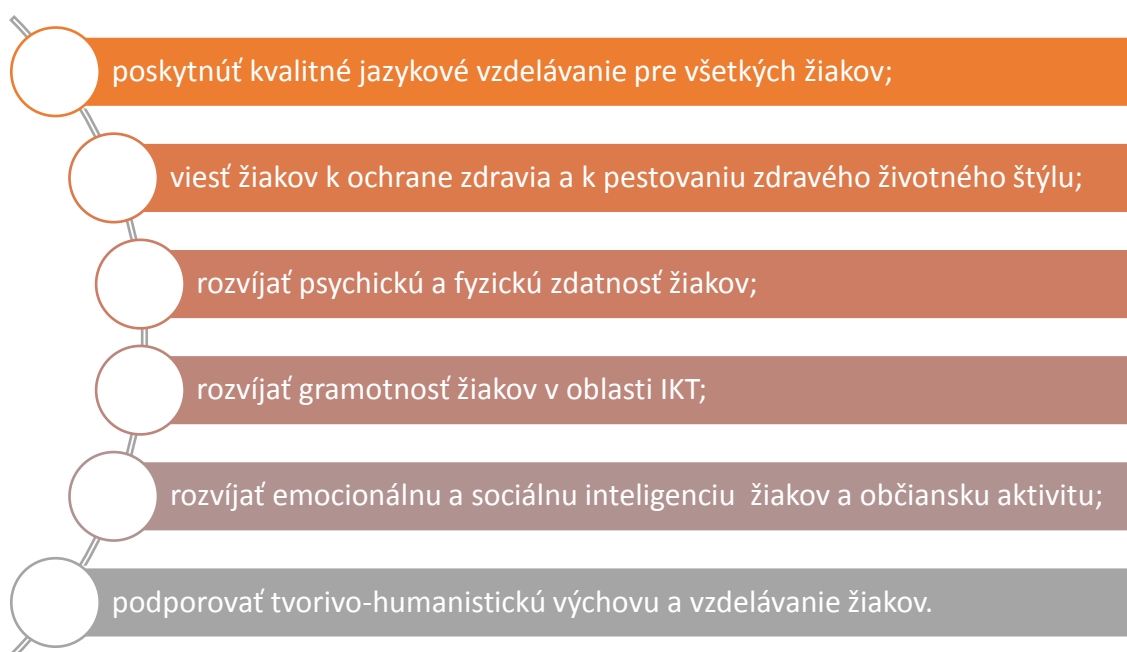 poskytnúť kvalitné jazykové vzdelávanie pre všetkých žiakov;
viesť žiakov k ochrane zdravia a k pestovaniu zdravého životného štýlu;
rozvíjať psychickú a fyzickú zdatnosť žiakov;
rozvíjať gramotnosť žiakov v oblasti IKT;
rozvíjať emocionálnu a sociálnu inteligenciu  žiakov a občiansku aktivitu;
podporovať tvorivo-humanistickú výchovu a vzdelávanie žiakov.